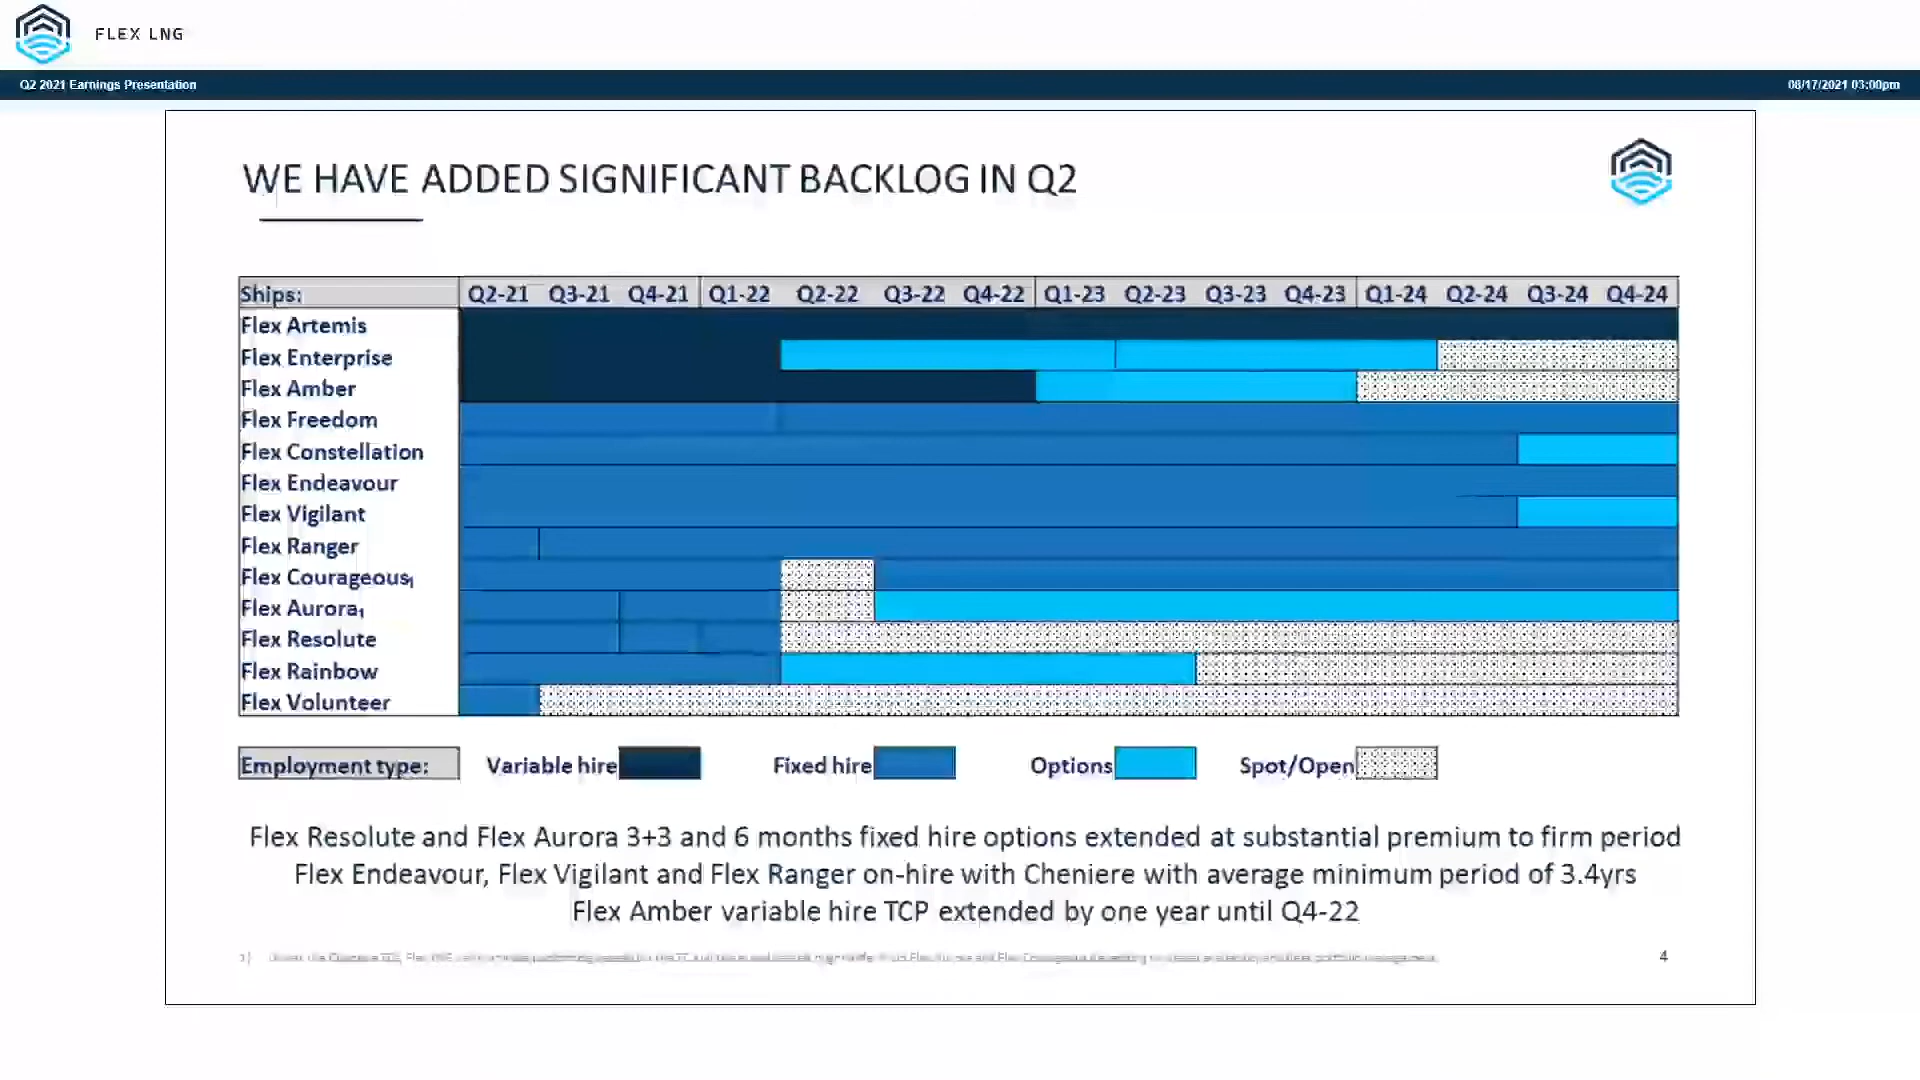 FLEX LNG
Q2 2021 Earnings Presentation
08/17/2021 03:00pm
WE HAVE ADDED SIGNIFICANT BACKLOG IN Q2
Ships: Q2-21 Q3-21 Q4-21 Q1-22 Q2-22 Q3-22 Q4-22 Q1-23 Q2-23 Q3-23 Q4-23 Q1-24 Q2-24 Q3-24 Q4-24
Flex Artemis
Flex Enterprise
Flex Amber
Flex Freedom
Flex Constellation
Flex Endeavour
Flex Vigilant
Flex Ranger
Flex Courageous1
Flex Aurora1
Flex Resolute
Flex Rainbow
Flex Volunteer
Employment type: Variable hire Fixed hire Options Spot/Open
Flex Resolute and Flex Aurora 3+3 and 6 months fixed hire options extended at substantial premium to firm period
Flex Endeavour, Flex Vigilant and Flex Ranger on-hire with Cheniere with average minimum period of 3.4yrs
Flex Amber variable hire TCP extended by one year until Q4-22
4